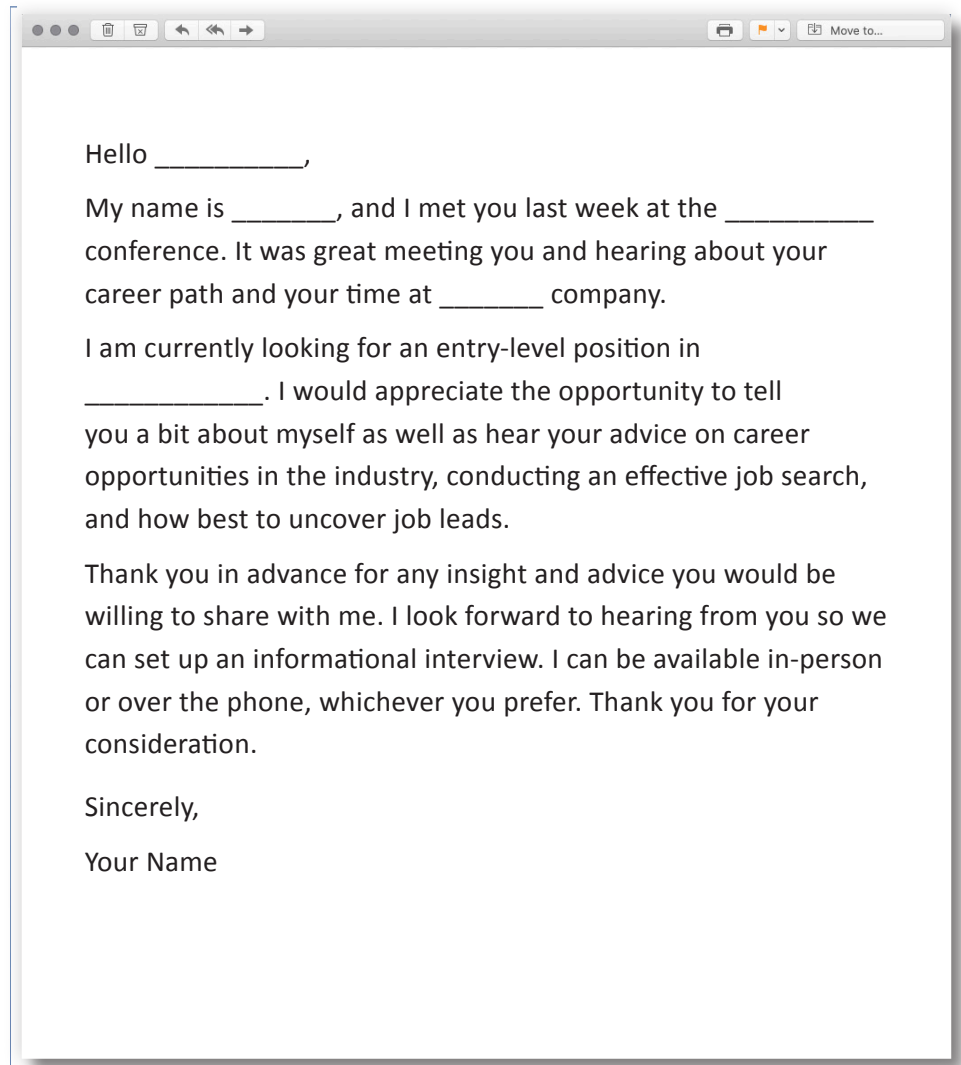 Move to...
Hello __________,
My name is _______, and I met you last week at the __________
conference. It was great meeting you and hearing about your
career path and your time at _______ company.
I am currently looking for an entry-level position in
____________. I would appreciate the opportunity to tell
you a bit about myself as well as hear your advice on career
opportunities in the industry, conducting an effective job search,
and how best to uncover job leads.
Thank you in advance for any insight and advice you would be
willing to share with me. I look forward to hearing from you so we
can set up an informational interview. I can be available in-person
or over the phone, whichever you prefer. Thank you for your
consideration.
Sincerely,
Your Name